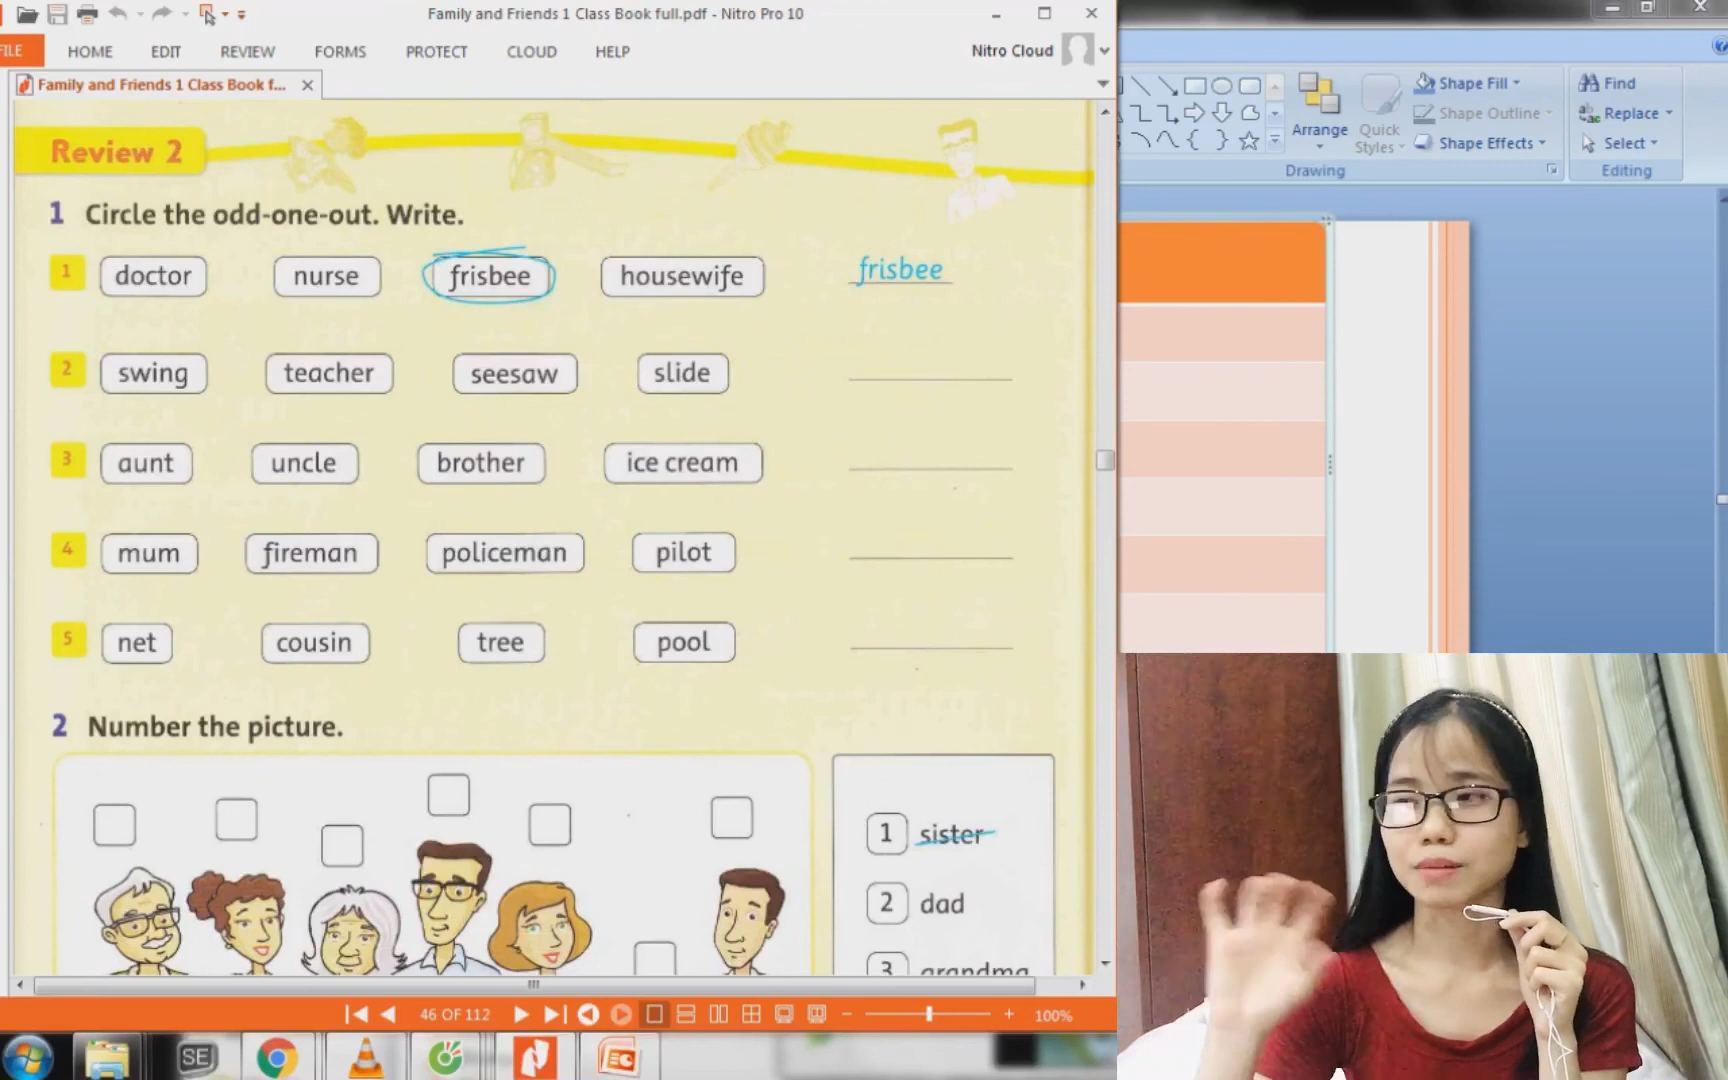 Family and Friends 1 Class Book full.pdf - Nitro Pro 10
FILE HOME EDIT REVIEW FORMS PROTECT CLOUD HELP Nitro Cloud
Family and Friends 1 Class Book f...
Review 2
1 Circle the odd-one-out. Write.
1 doctor nurse frisbee housewife frisbee
2 swing teacher seesaw slide
3 aunt uncle brother ice cream
4 mum fireman policeman pilot
5 net cousin tree pool
2 Number the picture.
1 sister
2 dad
3 grandma
46 OF 112
100%
SE
Shape Fill
Shape Outline
Shape Effects
Arrange
Quick Styles
Drawing
Find
Replace
Select
Editing